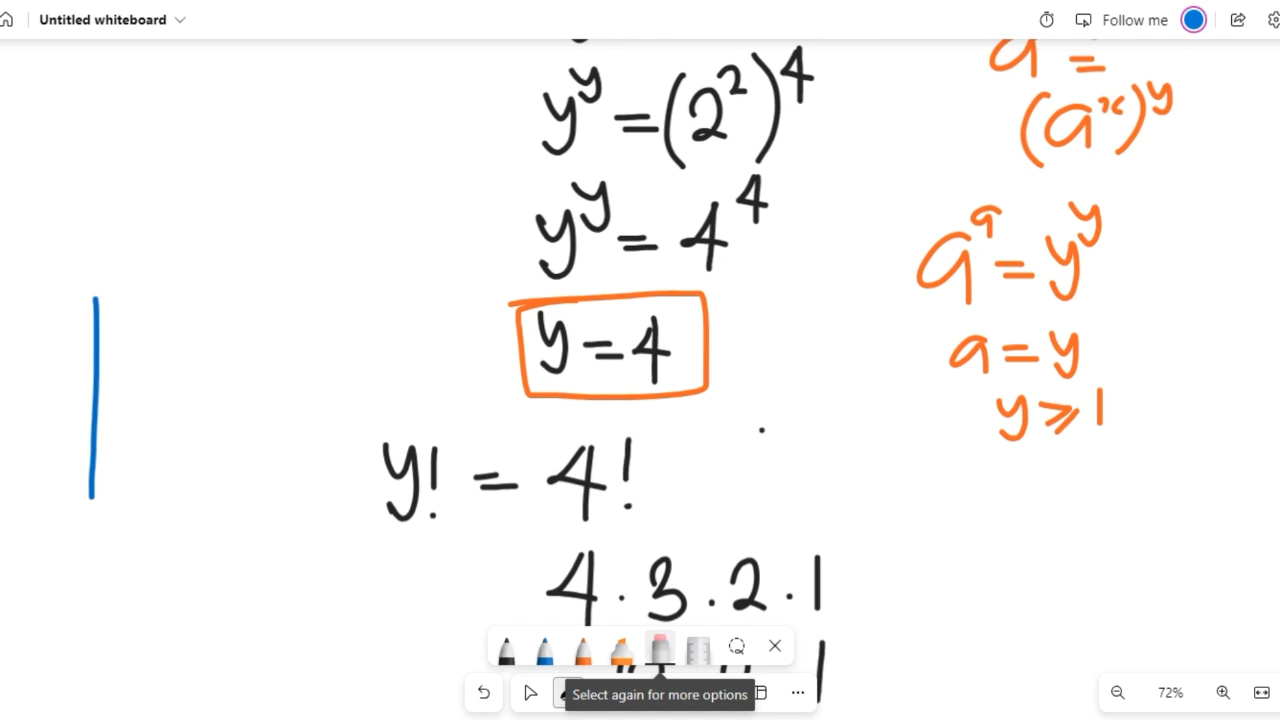 Untitled whiteboard
Follow me
y^y = (2^2)^4
y^y = 4^4
y = 4
y! = 4!
4 · 3 · 2 · 1
a =
(a^x)^y
a^a = y^y
a = y
y ⩾ 1
Select again for more options
72%